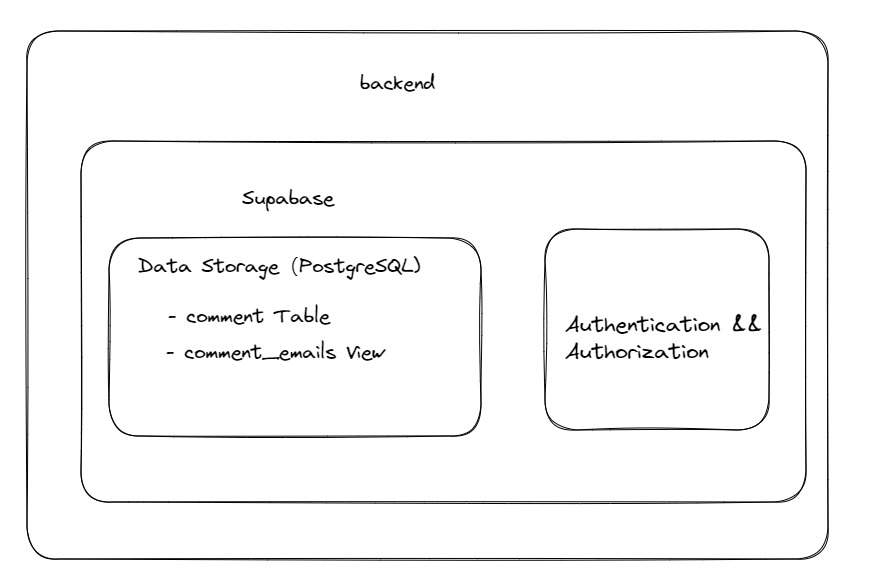 backend
Supabase
Data Storage (PostgreSQL)
- comment Table
- comment_emails View
Authentication &&
Authorization